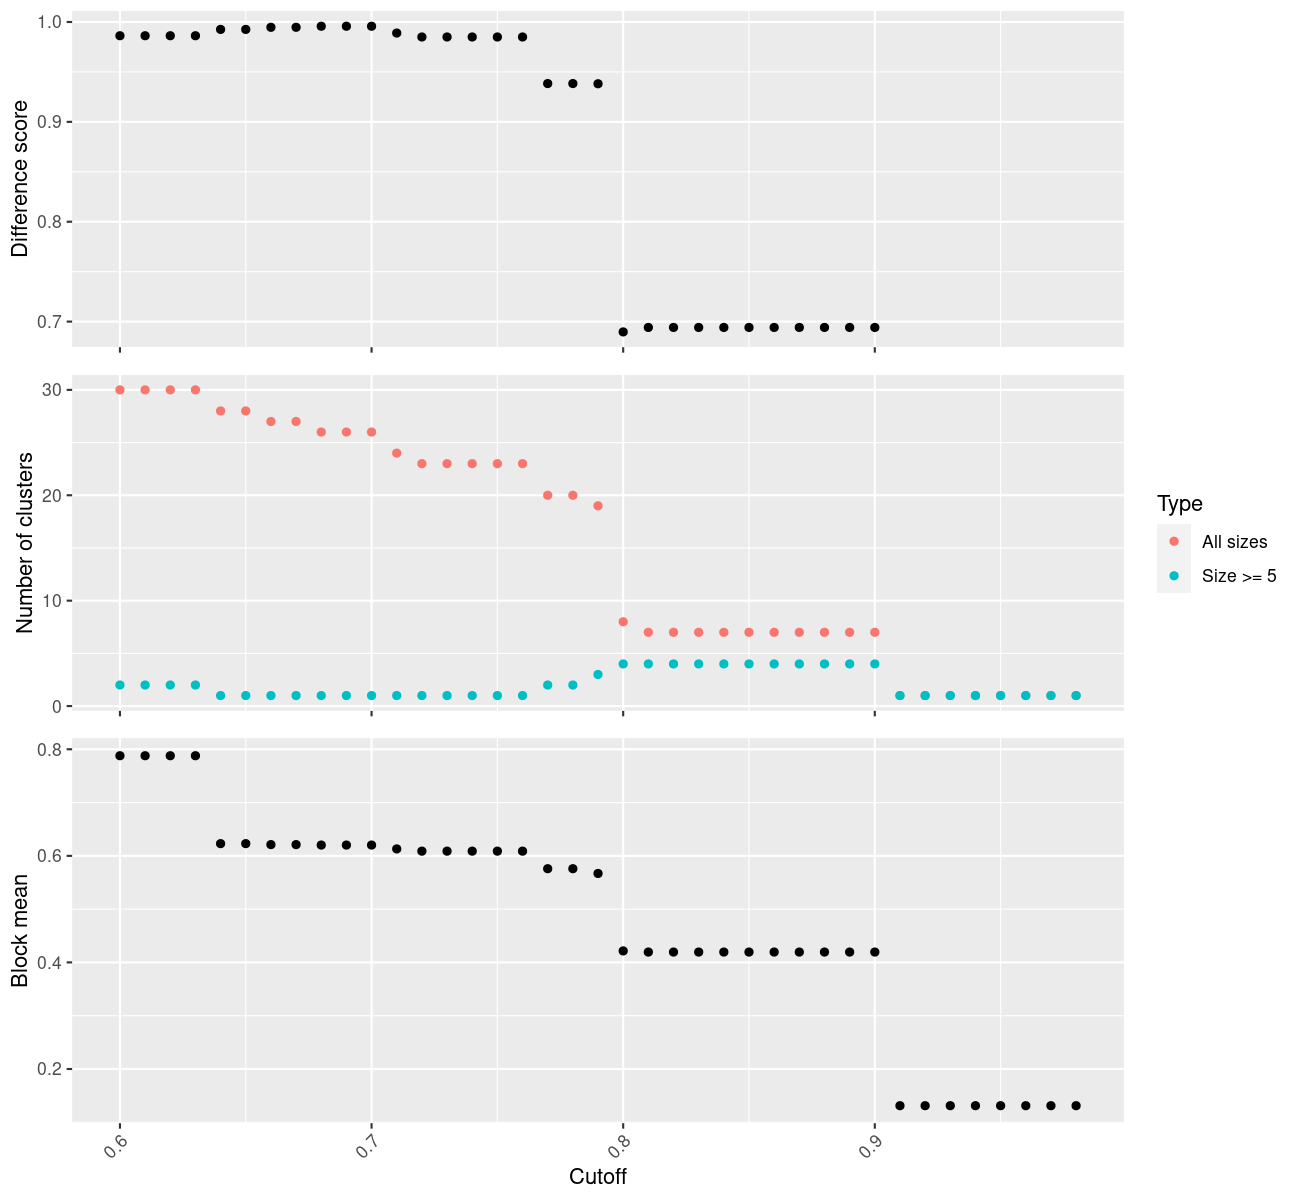 Difference score
1.0
0.9
0.8
0.7
Number of clusters
30
20
10
0
Type
All sizes
Size >= 5
Block mean
0.8
0.6
0.4
0.2
0.6 0.7 0.8 0.9
Cutoff